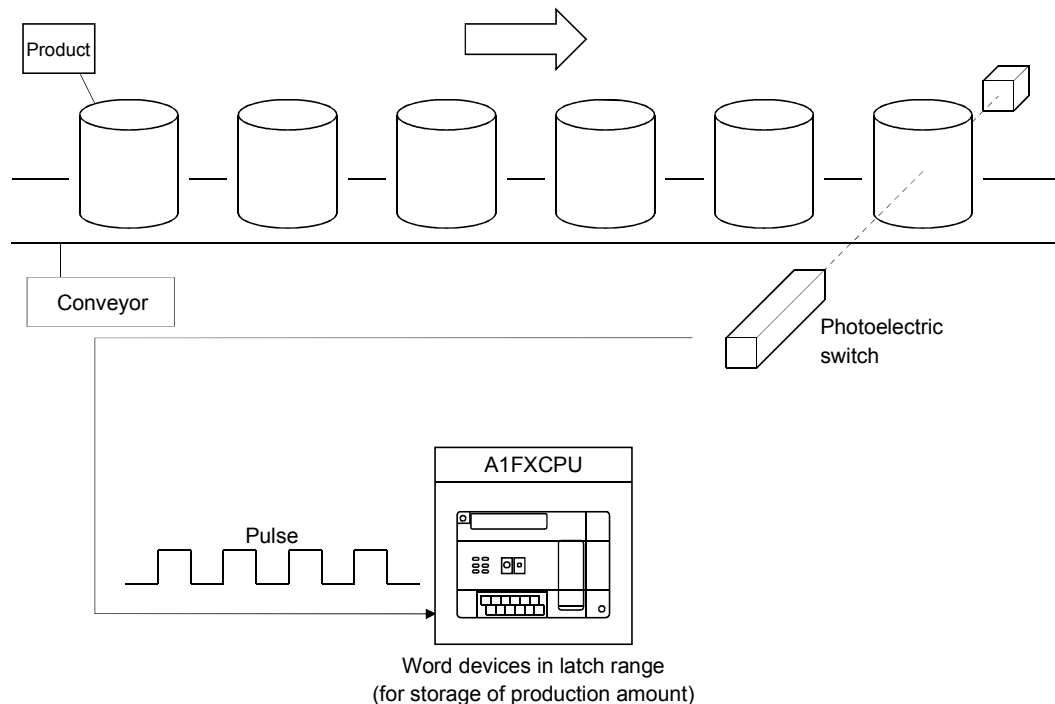 Product
Conveyor
Photoelectric
switch
A1FXCPU
Pulse
Word devices in latch range
(for storage of production amount)